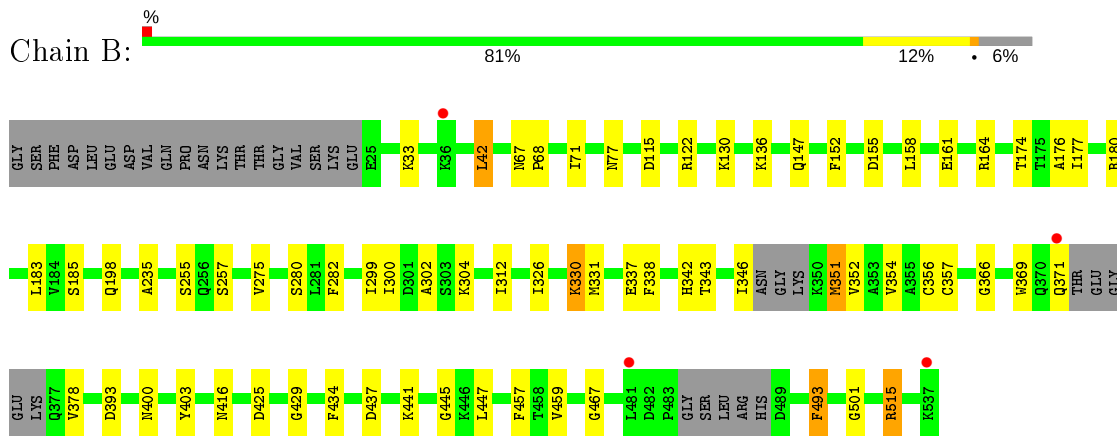 %
Chain B:
81% 12% • 6%
GLY SER PHE ASP LEU GLU ASP VAL GLN PRO ASN LYS THR THR GLY VAL SER LYS GLU E25 K33 K36 L42 N67 P68 I71 N77 D115 R122 K130 K136 Q147 F152 D155 L158 E161 R164 T174 T175 A176 I177 R180
L183 V184 S185 Q198 A235 S255 Q256 S257 V275 S280 L281 F282 I299 I300 D301 A302 S303 K304 I312 I326 K330 M331 E337 F338 H342 T343 I346 ASN GLY LYS K350 M351 V352 A353 V354 A355 C356 C357 G366 W369 Q370 Q371 THR GLU GLY
GLU LYS Q377 V378 D393 N400 Y403 N416 D425 G429 F434 D437 K441 G445 K446 L447 F457 T458 V459 G467 L481 D482 P483 GLY SER LEU ARG HIS D489 F493 G501 R515 K537